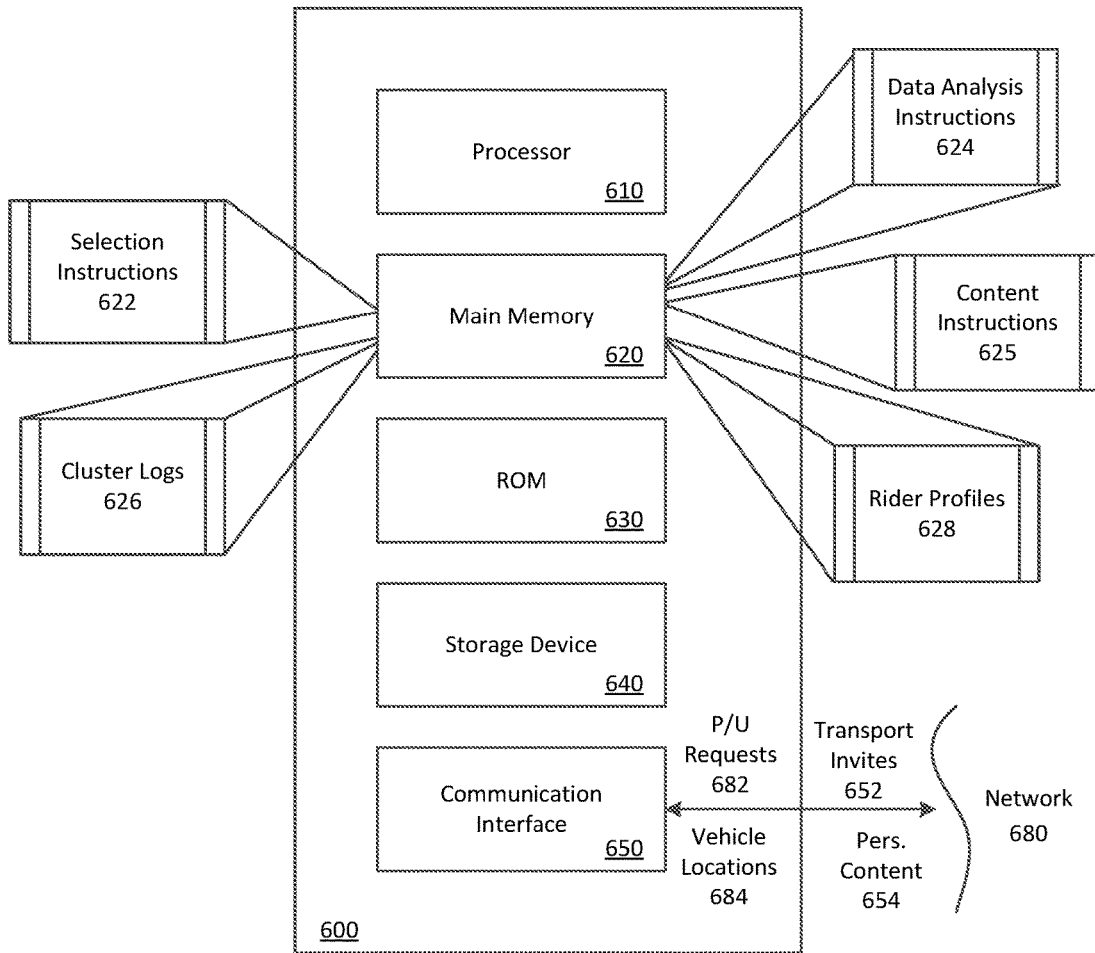 Processor
610
Data Analysis
Instructions
624
Selection
Instructions
622
Main Memory
620
Content
Instructions
625
Cluster Logs
626
ROM
630
Rider Profiles
628
Storage Device
640
Communication
Interface
650
P/U
Requests
682
Transport
Invites
652
Vehicle
Locations
684
Pers.
Content
654
Network
680
600